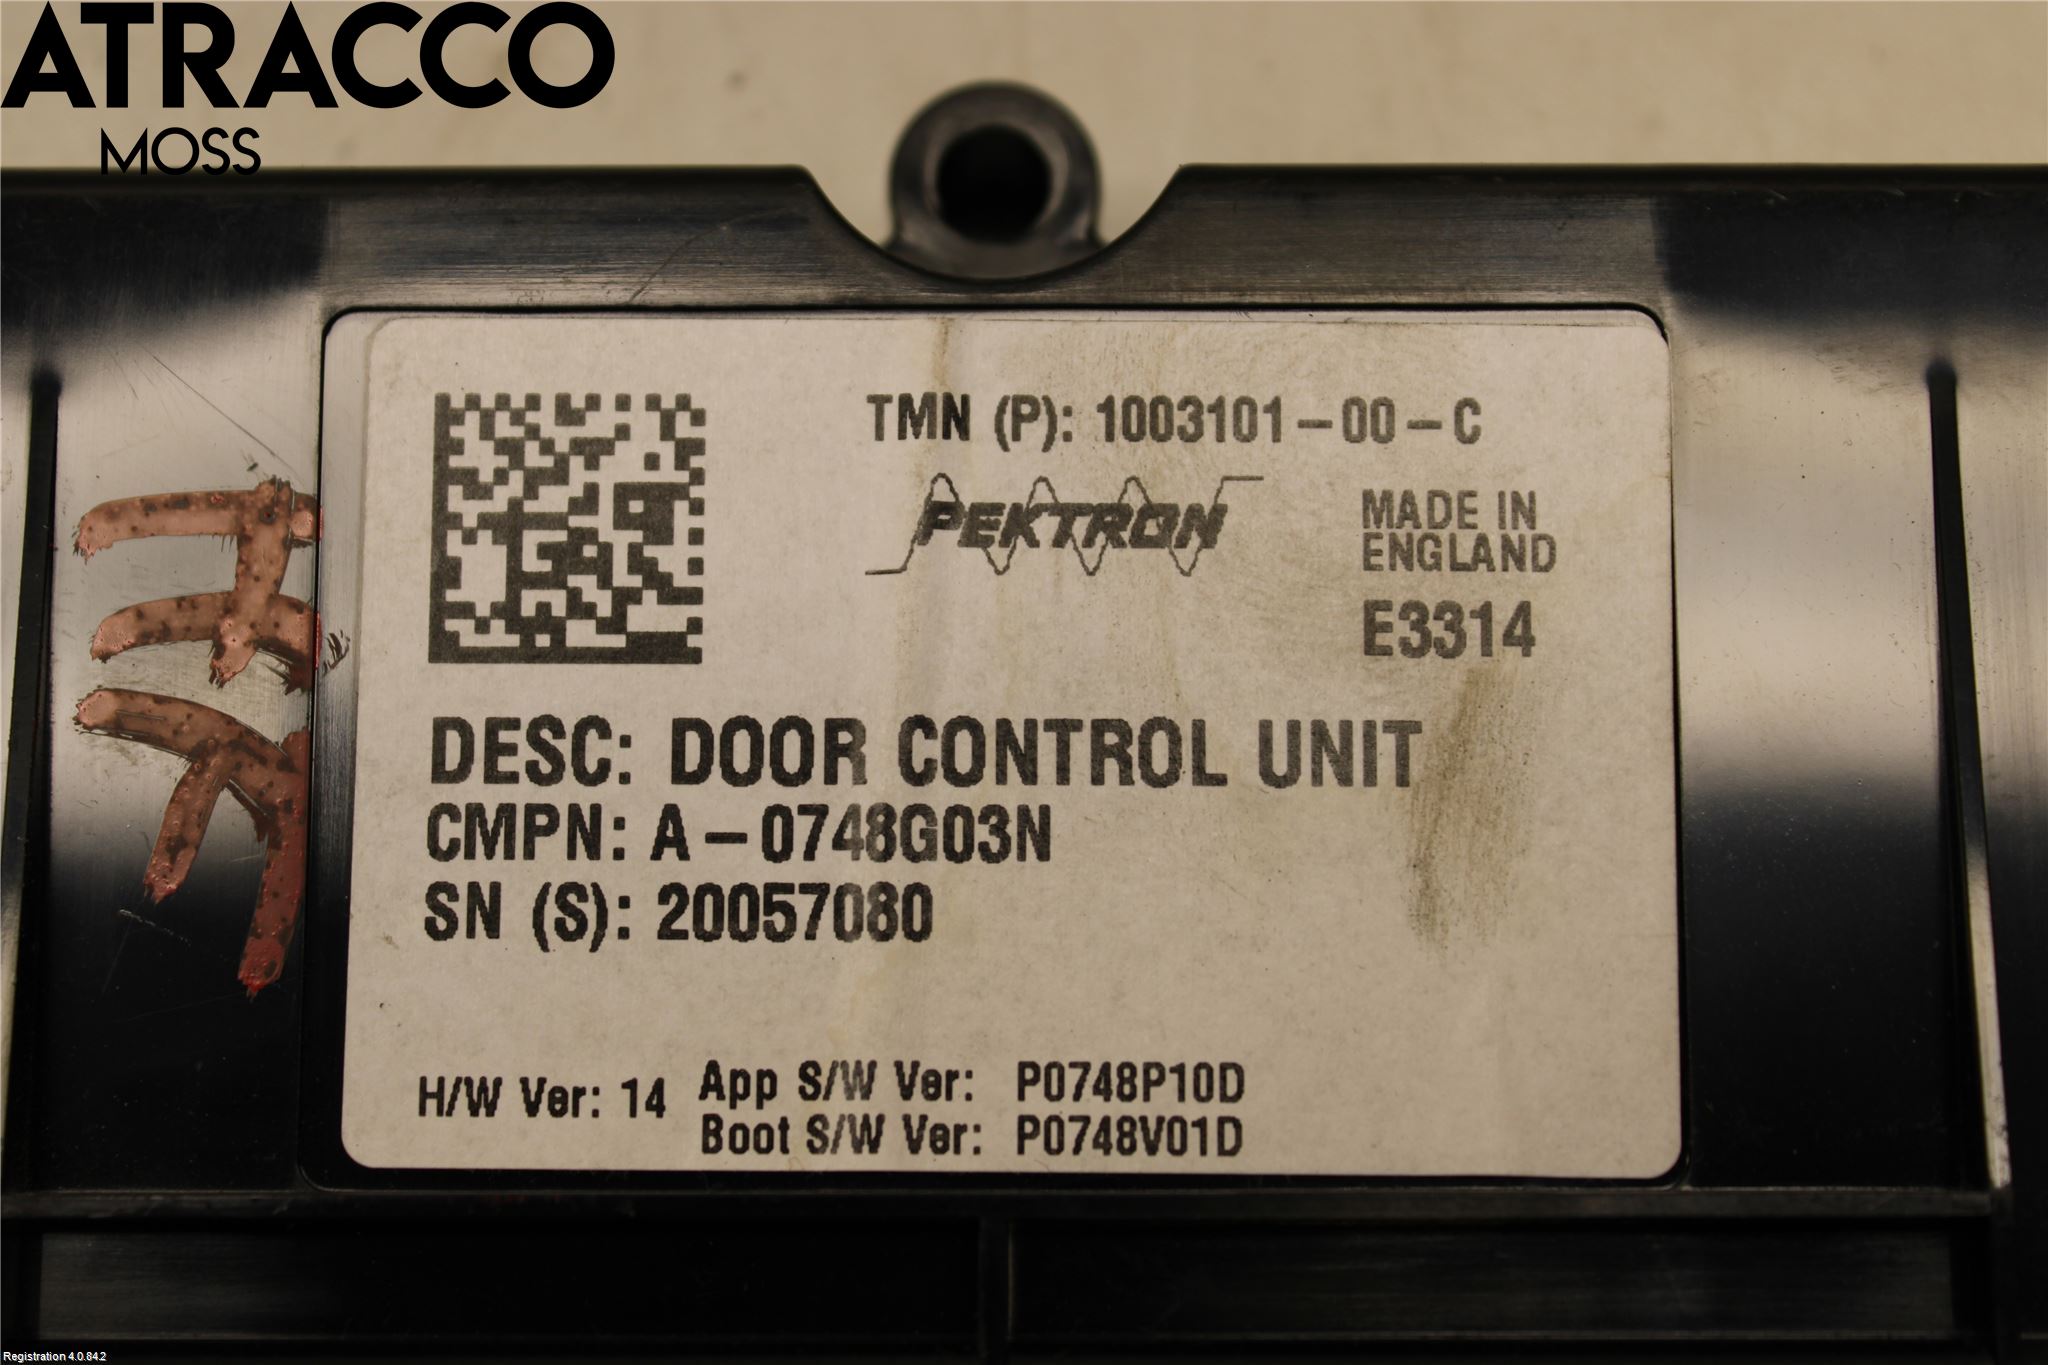 ATRACCO
MOSS
TMN (P): 1003101-00-C
PEKTRON
MADE IN
ENGLAND
E3314
DESC: DOOR CONTROL UNIT
CMPN: A-0748G03N
SN (S): 20057080
H/W Ver: 14
App S/W Ver: P0748P10D
Boot S/W Ver: P0748V01D
Registration 4.0.84.2